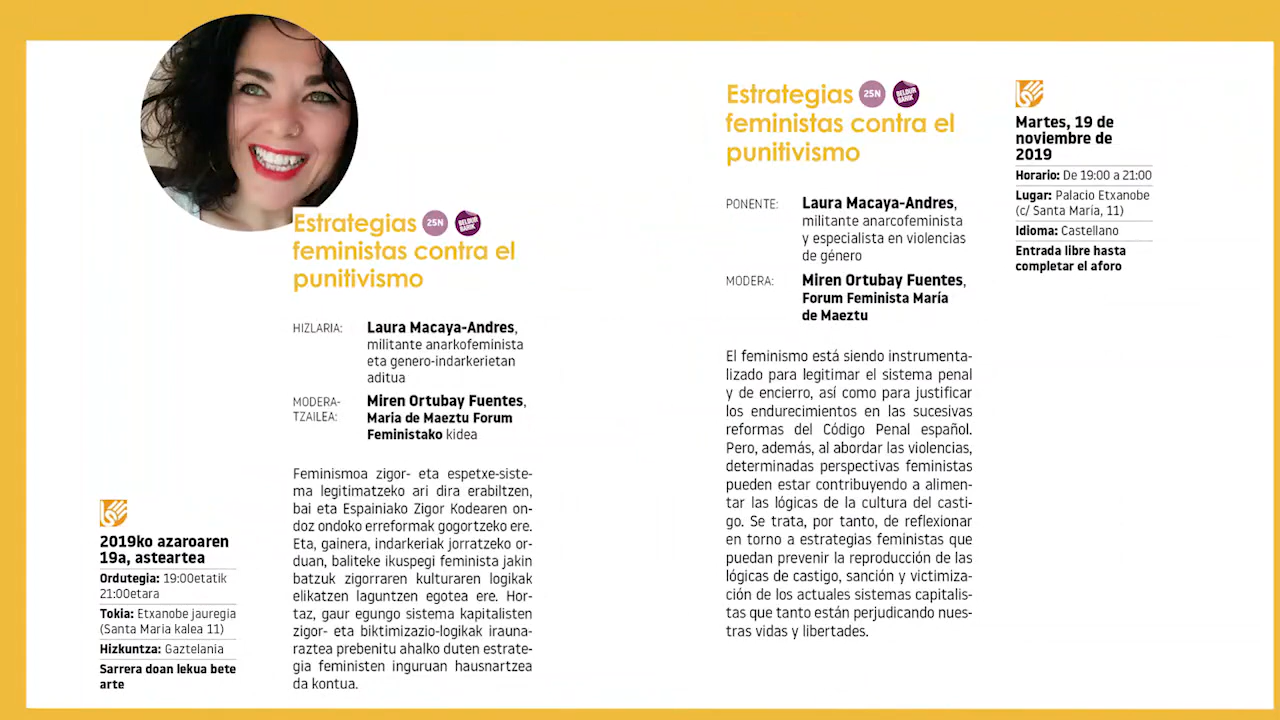 Estrategias 25N BELDUR BARIK
feministas contra el
punitivismo
HIZLARIA: Laura Macaya-Andres,
militante anarkofeminista
eta genero-indarkerietan
aditua
MODERA- Miren Ortubay Fuentes,
TZAILEA: Maria de Maeztu Forum
Feministako kidea
Feminismoa zigor- eta espetxe-siste-
ma legitimatzeko ari dira erabiltzen,
bai eta Espainiako Zigor Kodearen on-
doz ondoko erreformak gogortzeko ere.
Eta, gainera, indarkeriak jorratzeko or-
duan, baliteke ikuspegi feminista jakin
batzuk zigorraren kulturaren logikak
elikatzen laguntzen egotea ere. Hor-
taz, gaur egungo sistema kapitalisten
zigor- eta biktimizazio-logikak irauna-
raztea prebenitu ahalko duten estrate-
gia feministen inguruan hausnartzea
da kontua.
2019ko azaroaren
19a, asteartea
Ordutegia: 19:00etatik
21:00etara
Tokia: Etxanobe jauregia
(Santa Maria kalea 11)
Hizkuntza: Gaztelania
Sarrera doan lekua bete
arte
Estrategias 25N BELDUR BARIK
feministas contra el
punitivismo
PONENTE: Laura Macaya-Andres,
militante anarcofeminista
y especialista en violencias
de género
MODERA: Miren Ortubay Fuentes,
Forum Feminista María
de Maeztu
El feminismo está siendo instrumenta-
lizado para legitimar el sistema penal
y de encierro, así como para justificar
los endurecimientos en las sucesivas
reformas del Código Penal español.
Pero, además, al abordar las violencias,
determinadas perspectivas feministas
pueden estar contribuyendo a alimen-
tar las lógicas de la cultura del casti-
go. Se trata, por tanto, de reflexionar
en torno a estrategias feministas que
puedan prevenir la reproducción de las
lógicas de castigo, sanción y victimiza-
ción de los actuales sistemas capitalis-
tas que tanto están perjudicando nues-
tras vidas y libertades.
Martes, 19 de
noviembre de
2019
Horario: De 19:00 a 21:00
Lugar: Palacio Etxanobe
(c/ Santa María, 11)
Idioma: Castellano
Entrada libre hasta
completar el aforo